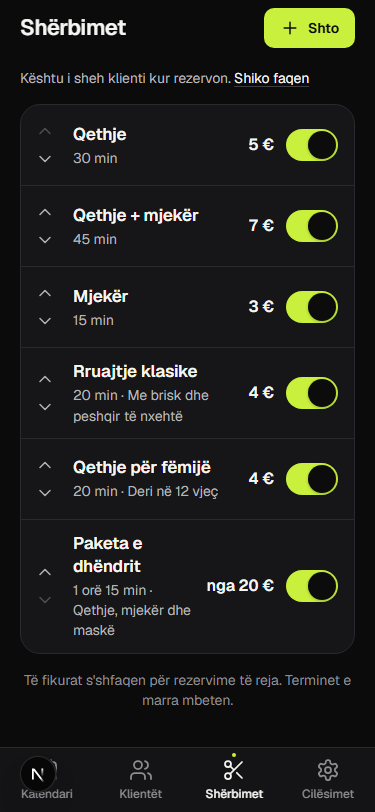 Shërbimet
+ Shto
Kështu i sheh klienti kur rezervon. Shiko faqen
Qethje
30 min
5 €
Qethje + mjekër
45 min
7 €
Mjekër
15 min
3 €
Rruajtje klasike
20 min · Me brisk dhe
peshqir të nxehtë
4 €
Qethje për fëmijë
20 min · Deri në 12 vjeç
4 €
Paketa e
dhëndrit
1 orë 15 min ·
Qethje, mjekër dhe
maskë
nga 20 €
Të fikurat s'shfaqen për rezervime të reja. Terminet e
marra mbeten.
N
Kalendari
Klientët
Shërbimet
Cilësimet